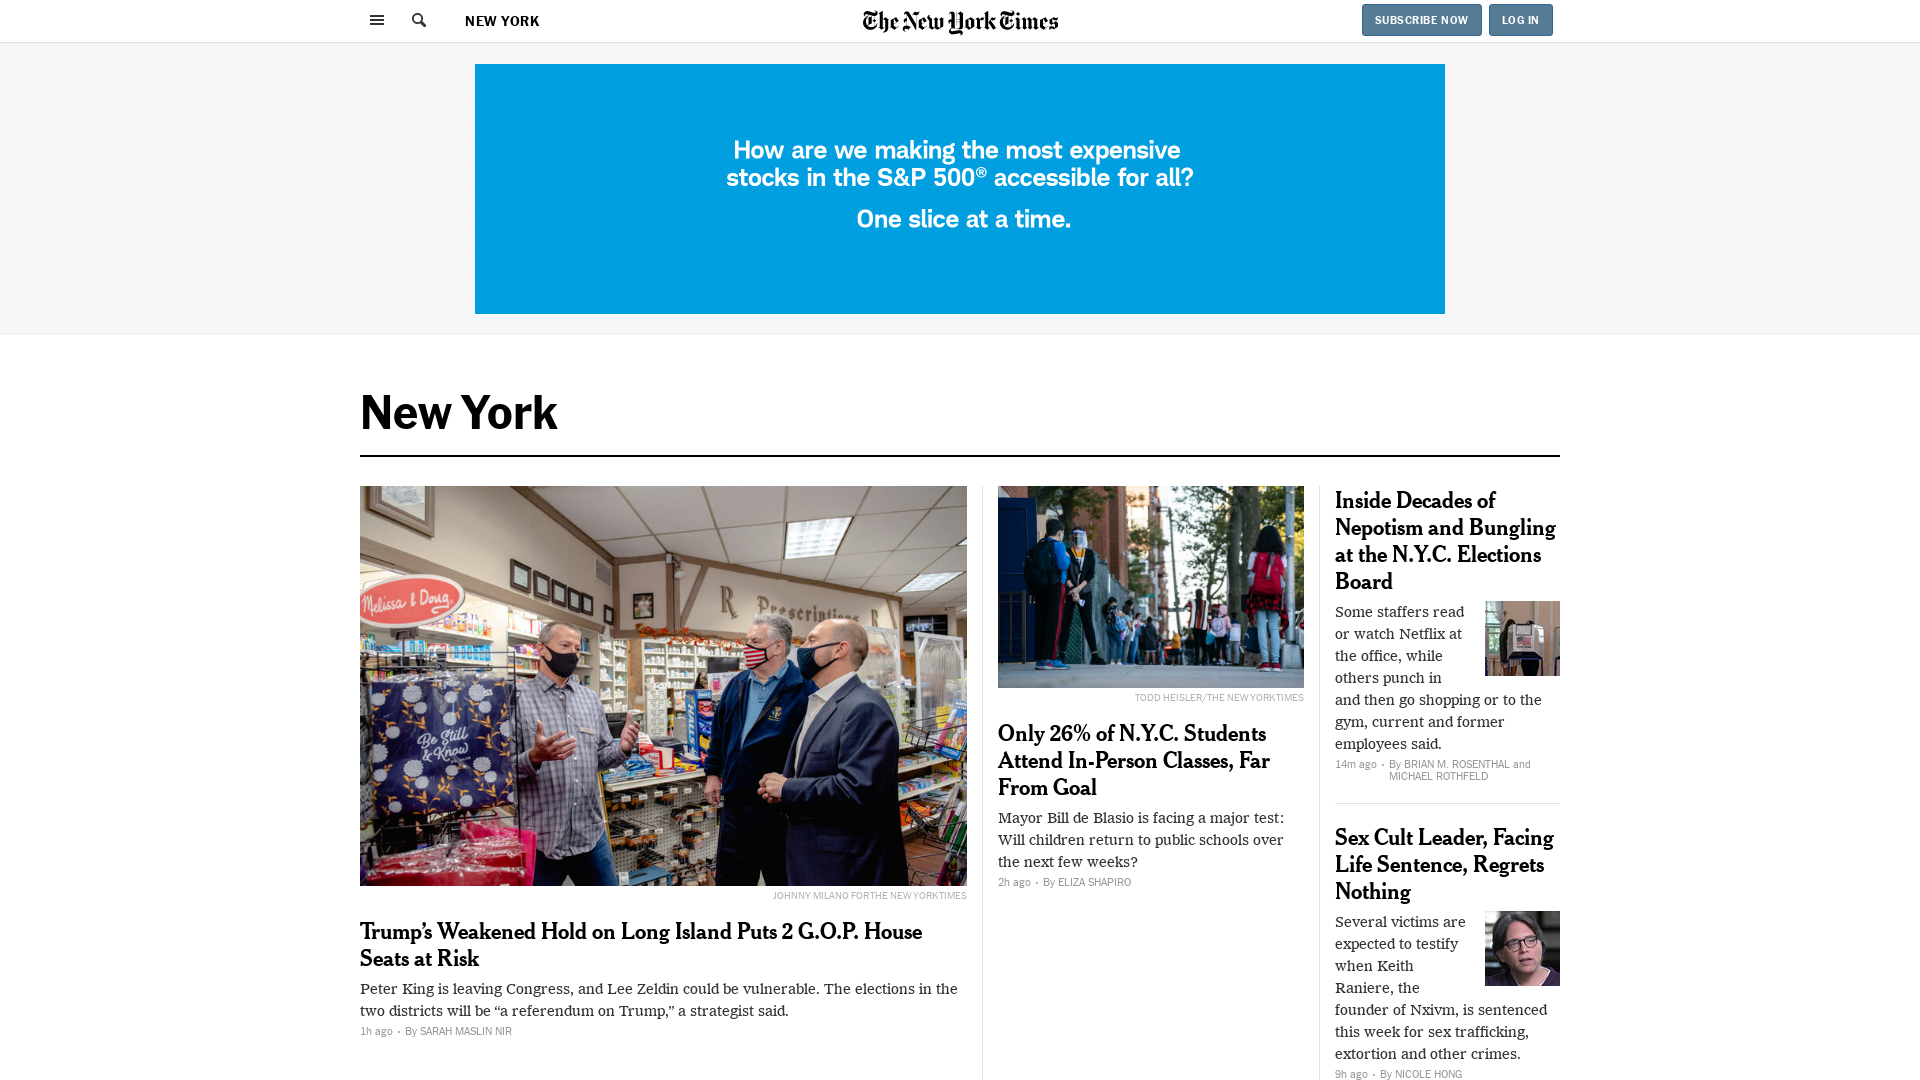 NEW YORK
The New York Times
SUBSCRIBE NOW
LOG IN
How are we making the most expensive
stocks in the S&P 500® accessible for all?
One slice at a time.
New York
Melissa & Doug
Prescriptions
Be Still
& Know
JOHNNY MILANO FOR THE NEW YORK TIMES
Trump’s Weakened Hold on Long Island Puts 2 G.O.P. House
Seats at Risk
Peter King is leaving Congress, and Lee Zeldin could be vulnerable. The elections in the
two districts will be “a referendum on Trump,” a strategist said.
1h ago • By SARAH MASLIN NIR
TODD HEISLER/THE NEW YORK TIMES
Only 26% of N.Y.C. Students
Attend In-Person Classes, Far
From Goal
Mayor Bill de Blasio is facing a major test:
Will children return to public schools over
the next few weeks?
2h ago • By ELIZA SHAPIRO
Inside Decades of
Nepotism and Bungling
at the N.Y.C. Elections
Board
Some staffers read
or watch Netflix at
the office, while
others punch in
and then go shopping or to the
gym, current and former
employees said.
14m ago • By BRIAN M. ROSENTHAL and
MICHAEL ROTHFELD
Sex Cult Leader, Facing
Life Sentence, Regrets
Nothing
Several victims are
expected to testify
when Keith
Raniere, the
founder of Nxivm, is sentenced
this week for sex trafficking,
extortion and other crimes.
9h ago • By NICOLE HONG